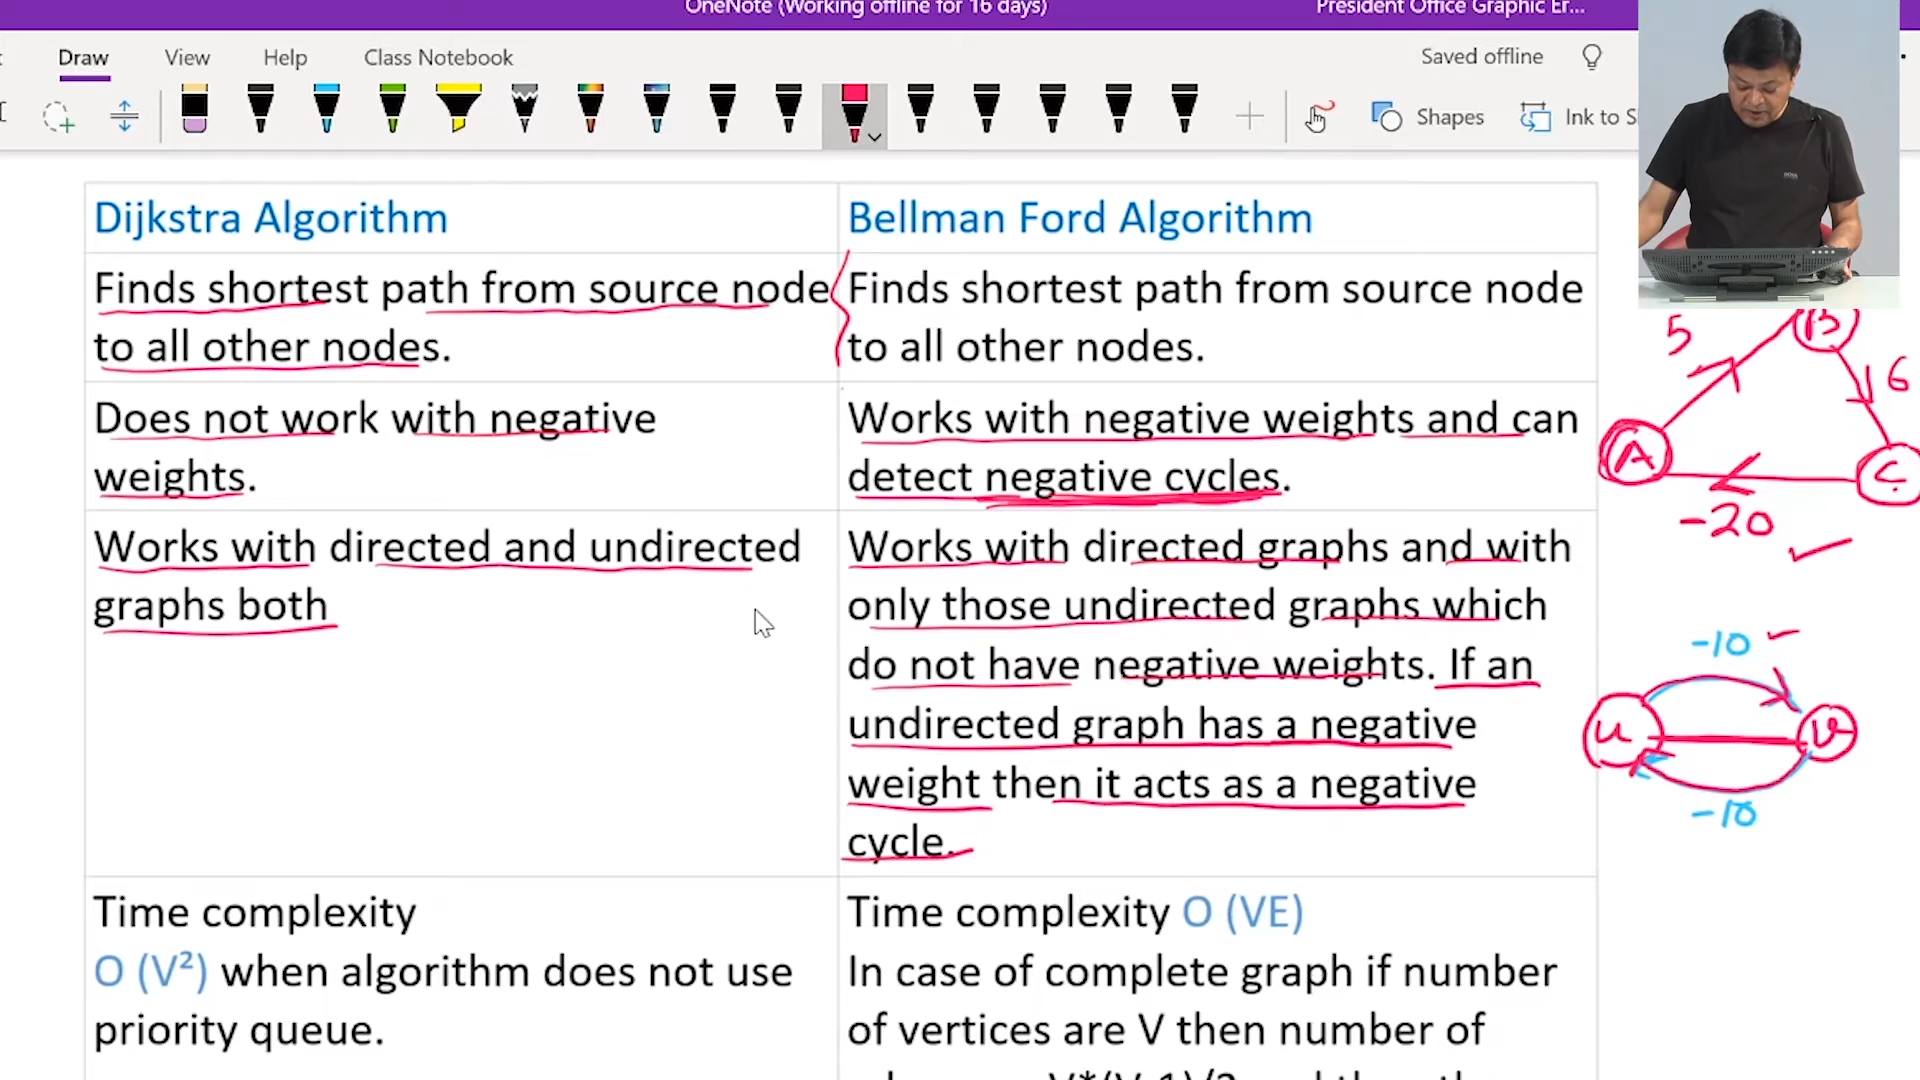 OneNote (Working offline for 16 days)
President Office Graphic Er...
Draw
View
Help
Class Notebook
Saved offline
Shapes
Ink to S
Dijkstra Algorithm
Bellman Ford Algorithm
Finds shortest path from source node
to all other nodes.
Finds shortest path from source node
to all other nodes.
Does not work with negative
weights.
Works with negative weights and can
detect negative cycles.
Works with directed and undirected
graphs both
Works with directed graphs and with
only those undirected graphs which
do not have negative weights. If an
undirected graph has a negative
weight then it acts as a negative
cycle.
Time complexity
O (V²) when algorithm does not use
priority queue.
Time complexity O (VE)
In case of complete graph if number
of vertices are V then number of
B
5
6
A
C
-20
-10
u
v
-10